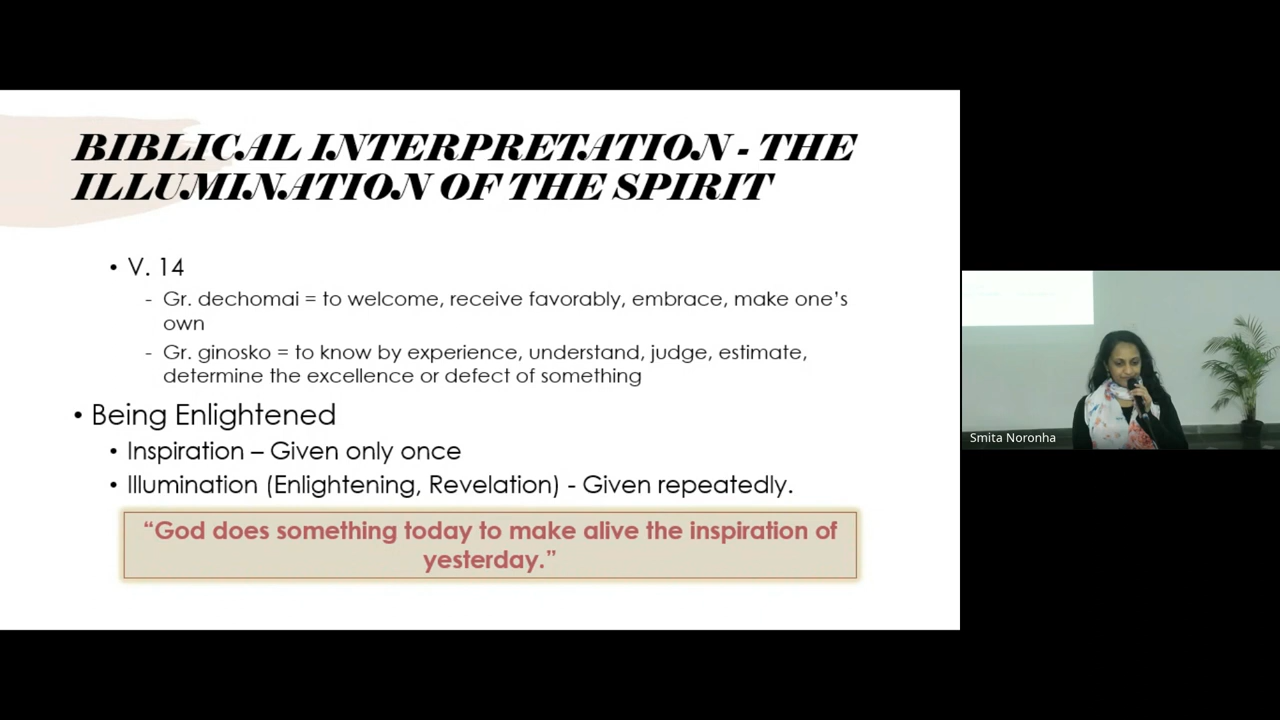 BIBLICAL INTERPRETATION - THE
ILLUMINATION OF THE SPIRIT
• V. 14
- Gr. dechomai = to welcome, receive favorably, embrace, make one’s
own
- Gr. ginosko = to know by experience, understand, judge, estimate,
determine the excellence or defect of something
• Being Enlightened
• Inspiration – Given only once
• Illumination (Enlightening, Revelation) - Given repeatedly.
“God does something today to make alive the inspiration of
yesterday.”
Smita Noronha